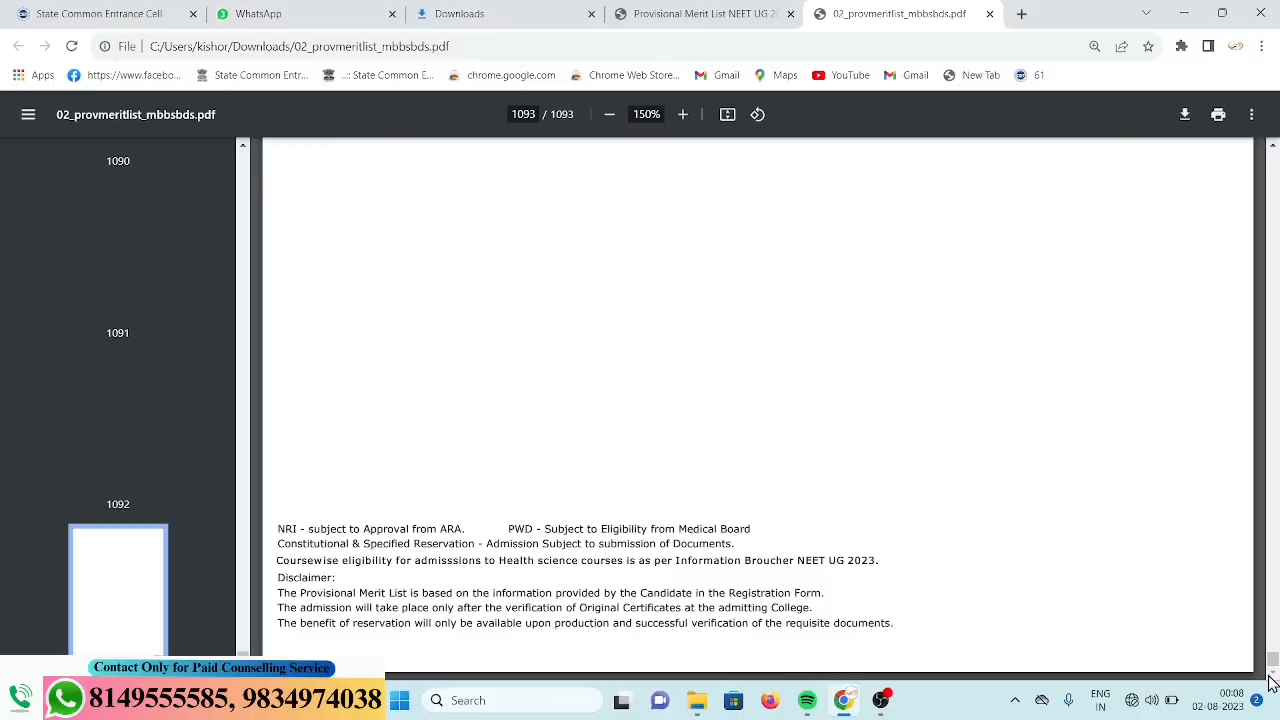 State Common Entrance Cell
WhatsApp
Downloads
Provisional Merit List NEET UG 20
02_provmeritlist_mbbsbds.pdf
File
C:/Users/kishor/Downloads/02_provmeritlist_mbbsbds.pdf
Apps
https://www.facebo...
State Common Entr...
..:: State Common E...
chrome.google.com
Chrome Web Store...
Gmail
Maps
YouTube
Gmail
New Tab
61
02_provmeritlist_mbbsbds.pdf
1093 / 1093
150%
1090
1091
1092
NRI - subject to Approval from ARA. PWD - Subject to Eligibility from Medical Board
Constitutional & Specified Reservation - Admission Subject to submission of Documents.
Coursewise eligibility for admisssions to Health science courses is as per Information Broucher NEET UG 2023.
Disclaimer:
The Provisional Merit List is based on the information provided by the Candidate in the Registration Form.
The admission will take place only after the verification of Original Certificates at the admitting College.
The benefit of reservation will only be available upon production and successful verification of the requisite documents.
Contact Only for Paid Counselling Service
8149555585, 9834974038
Search
ENG
IN
00:08
02-08-2023
2